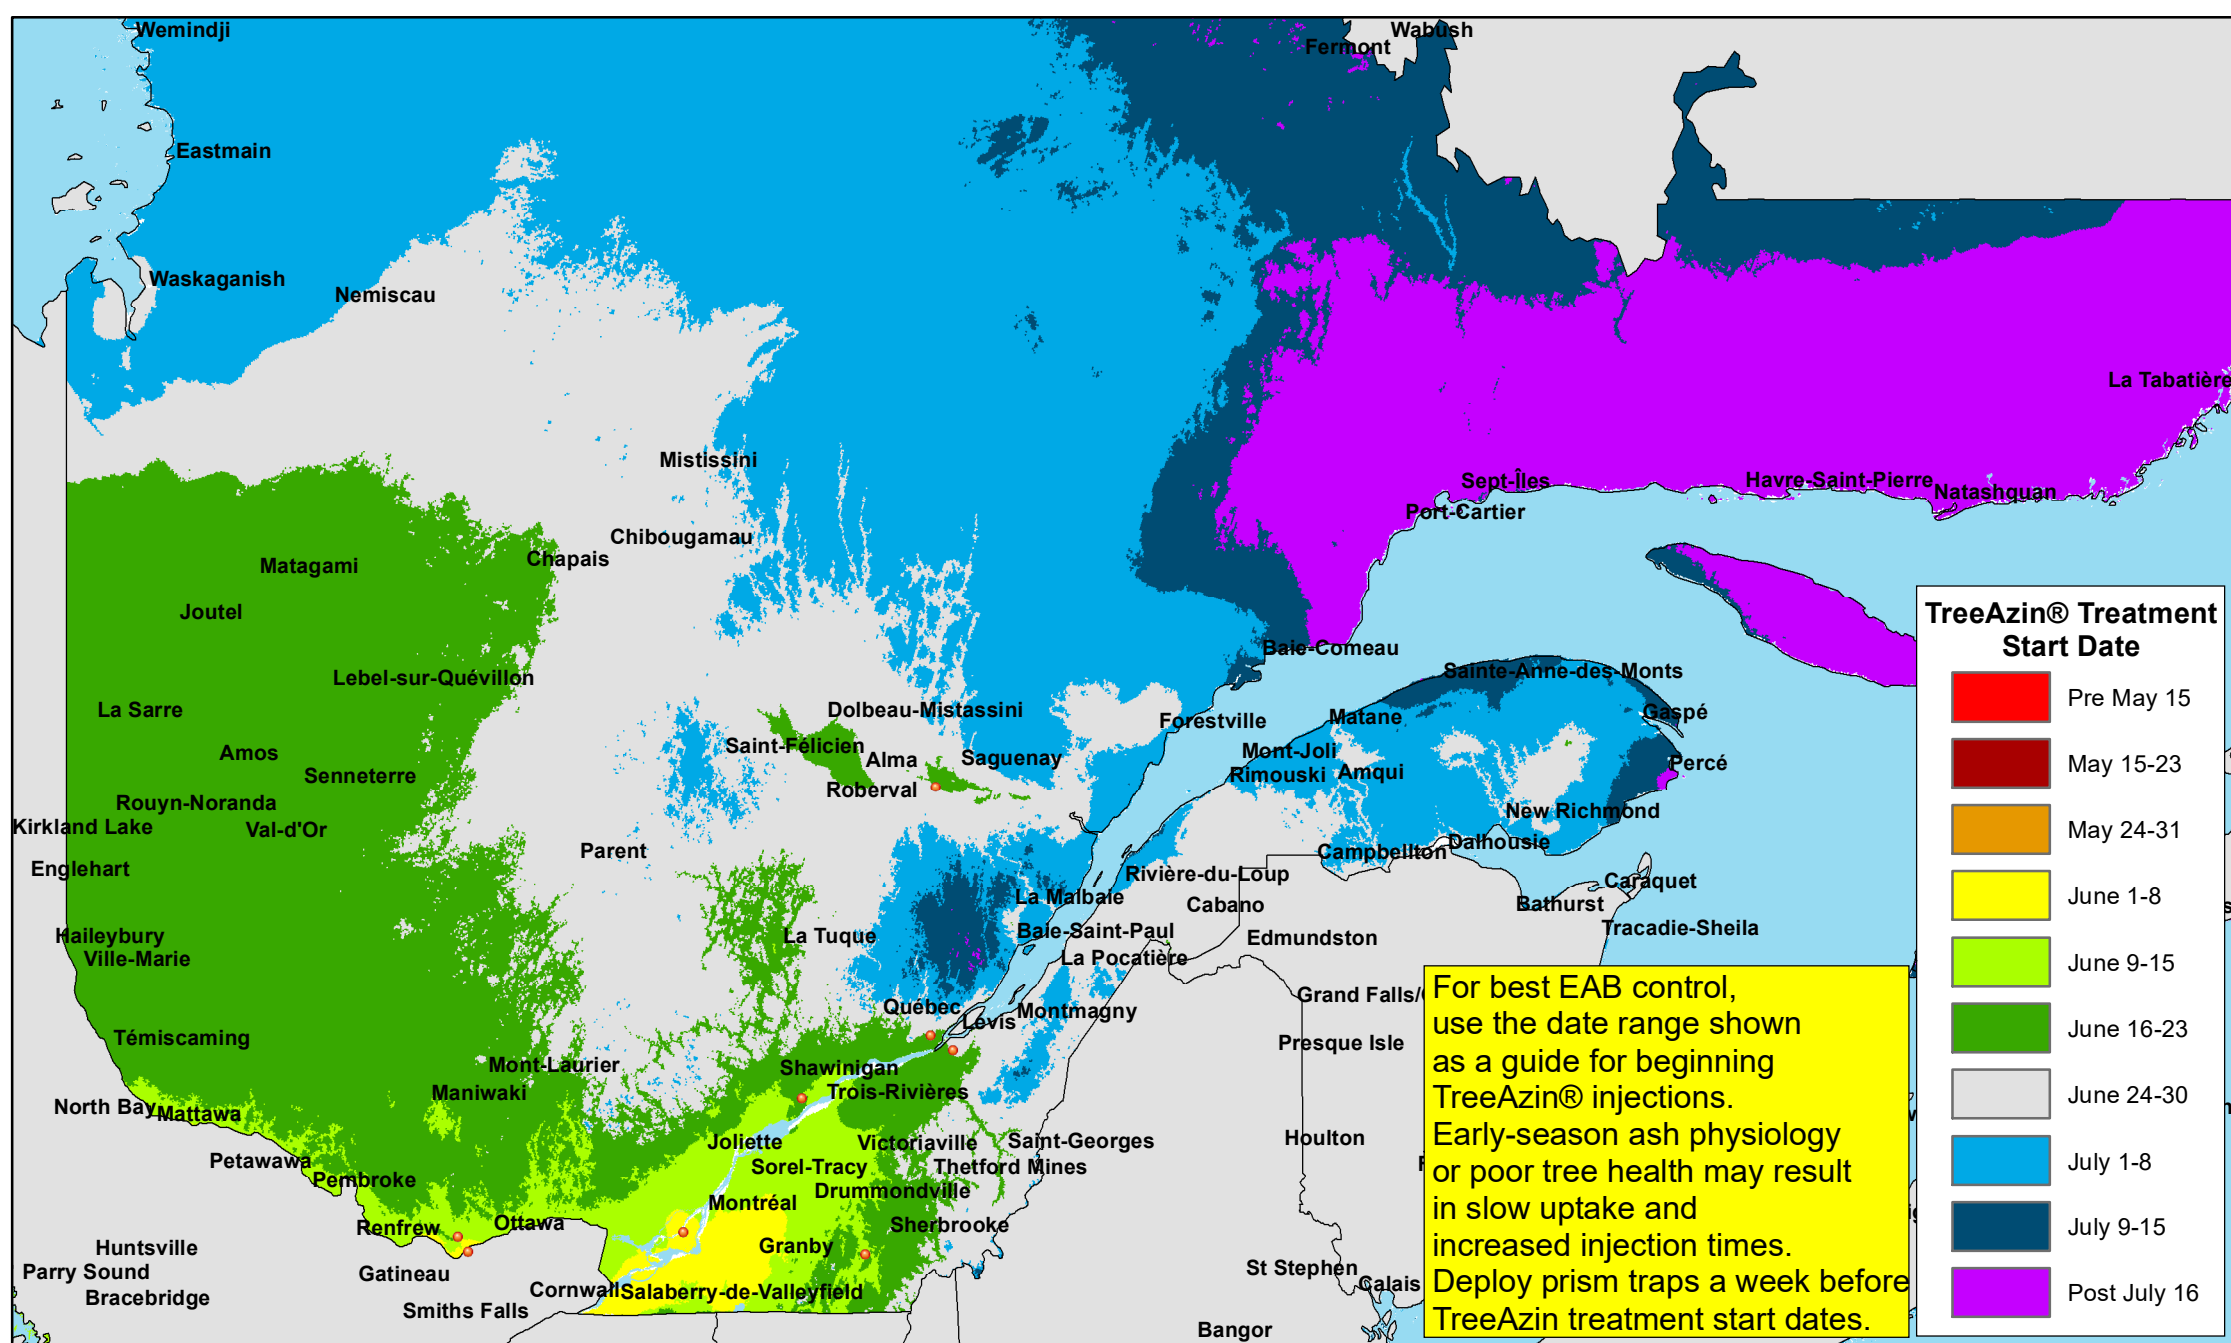 Wemindji
Wabush
Fermont
Eastmain
Waskaganish
Nemiscau
La Tabatière
Mistissini
Sept-Îles
Havre-Saint-Pierre
Natashquan
Port-Cartier
Chibougamau
Chapais
Matagami
Joutel
Baie-Comeau
Sainte-Anne-des-Monts
Lebel-sur-Quévillon
La Sarre
Dolbeau-Mistassini
Forestville
Matane
Gaspé
Amos
Saint-Félicien
Alma
Saguenay
Mont-Joli
Percé
Senneterre
Rimouski
Amqui
Roberval
Rouyn-Noranda
New Richmond
Kirkland Lake
Val-d'Or
Parent
Campbellton
Dalhousie
Englehart
Rivière-du-Loup
Caraquet
La Malbaie
Cabano
Bathurst
Tracadie-Sheila
Haileybury
La Tuque
Baie-Saint-Paul
Edmundston
Ville-Marie
La Pocatière
Grand Falls/
Québec
Lévis
Montmagny
Témiscaming
Presque Isle
Mont-Laurier
Shawinigan
Maniwaki
Trois-Rivières
North Bay
Mattawa
Joliette
Victoriaville
Saint-Georges
Houlton
Petawawa
Sorel-Tracy
Thetford Mines
Pembroke
Drummondville
Montréal
Renfrew
Ottawa
Sherbrooke
Huntsville
Granby
Parry Sound
Gatineau
St Stephen
Calais
Bracebridge
Cornwall
Salaberry-de-Valleyfield
Smiths Falls
Bangor
TreeAzin® Treatment
Start Date
Pre May 15
May 15-23
May 24-31
June 1-8
June 9-15
June 16-23
June 24-30
July 1-8
July 9-15
Post July 16
For best EAB control,
use the date range shown
as a guide for beginning
TreeAzin® injections.
Early-season ash physiology
or poor tree health may result
in slow uptake and
increased injection times.
Deploy prism traps a week before
TreeAzin treatment start dates.